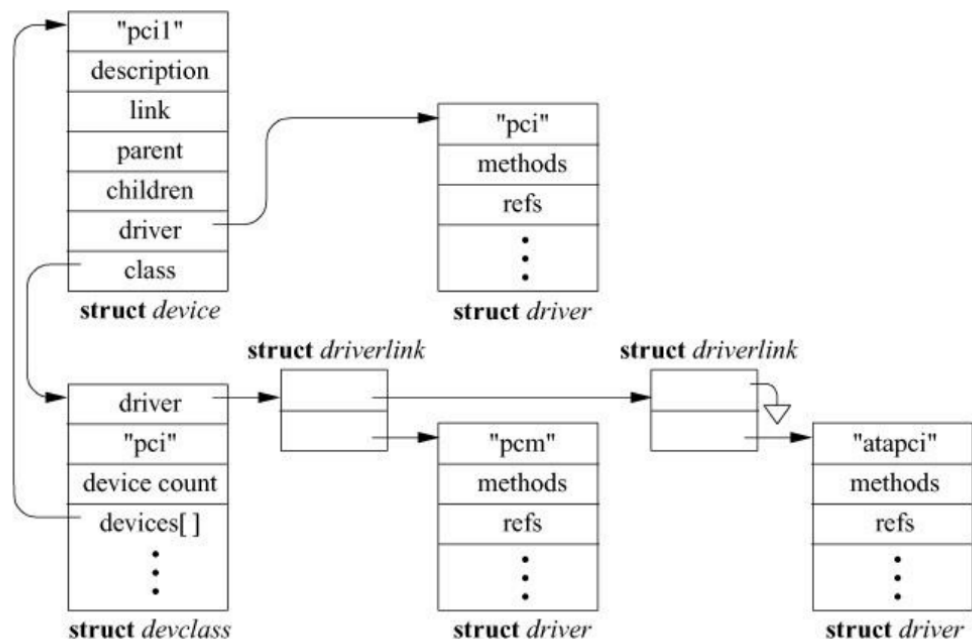 "pci1"
description
link
parent
children
driver
class
struct device
"pci"
methods
refs
struct driver
struct driverlink
struct driverlink
driver
"pci"
device count
devices[ ]
struct devclass
"pcm"
methods
refs
struct driver
"atapci"
methods
refs
struct driver